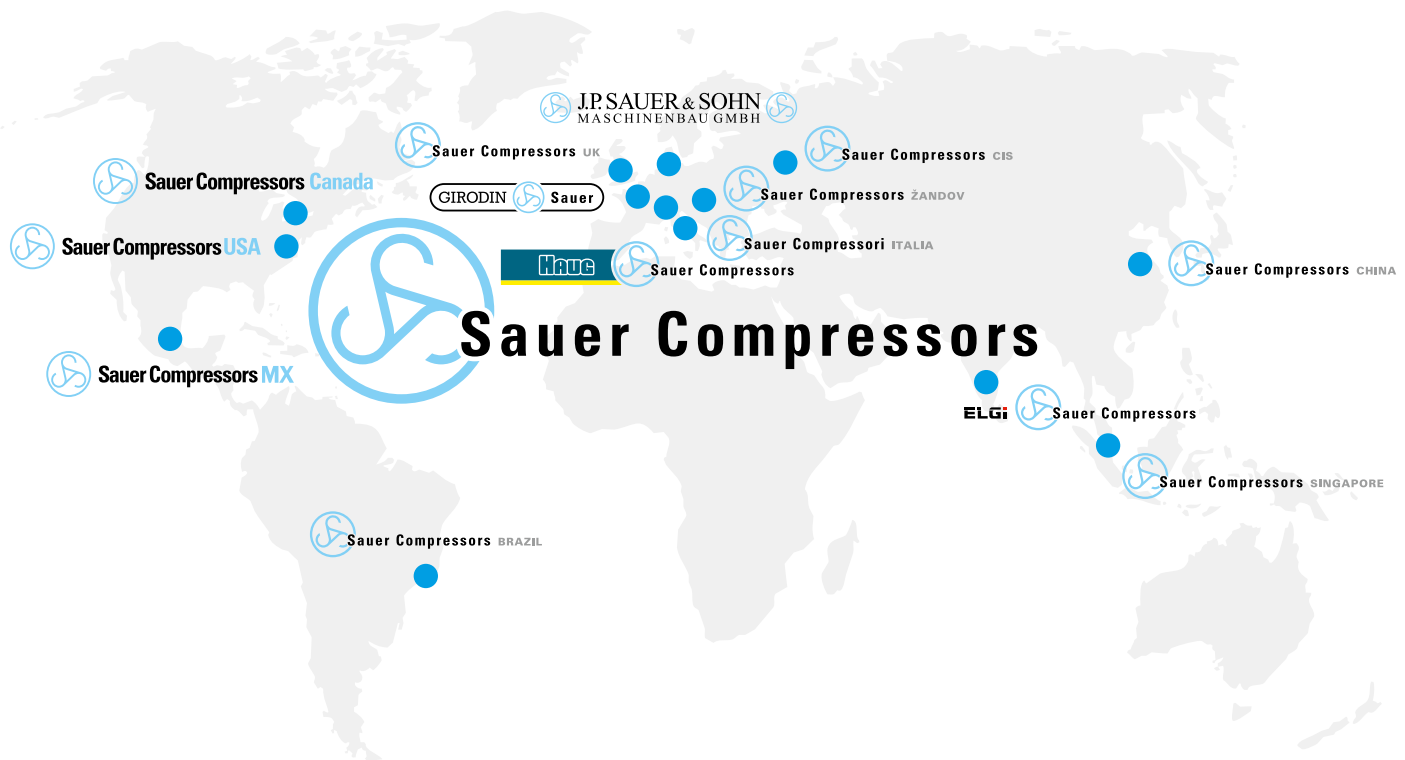 J.P. SAUER & SOHN
MASCHINENBAU GMBH
Sauer Compressors UK
Sauer Compressors CIS
Sauer Compressors Canada
GIRODIN Sauer
Sauer Compressors ŽANDOV
Sauer Compressors USA
Sauer Compressori ITALIA
HAUG Sauer Compressors
Sauer Compressors CHINA
Sauer Compressors
Sauer Compressors MX
ELGi Sauer Compressors
Sauer Compressors SINGAPORE
Sauer Compressors BRAZIL